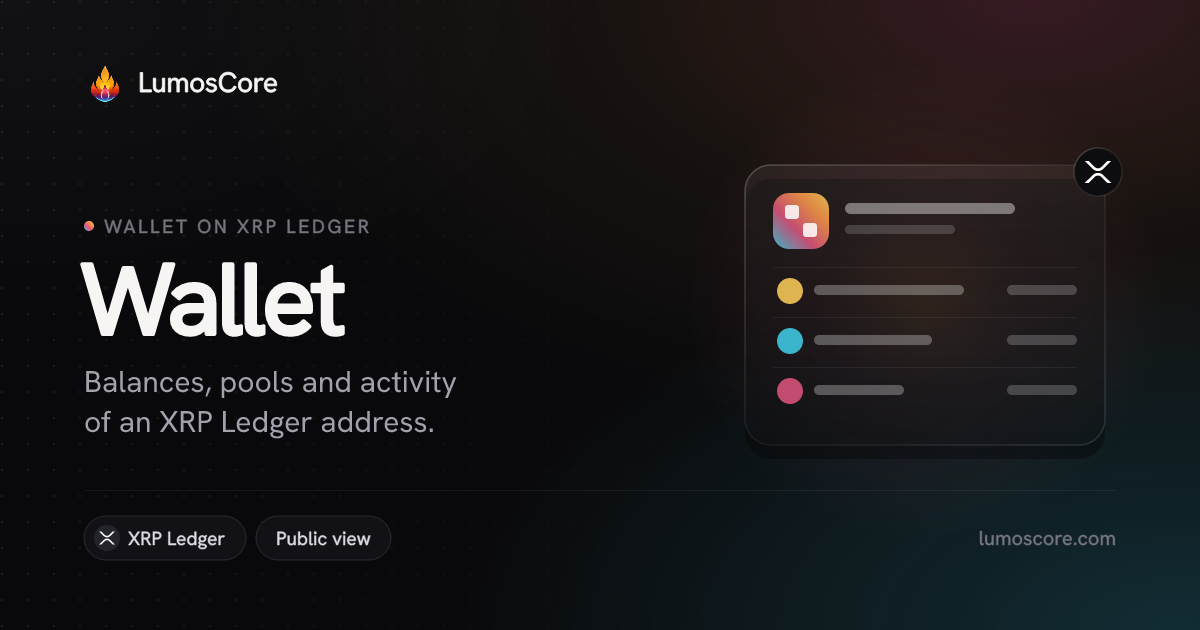 LumosCore
WALLET ON XRP LEDGER
Wallet
Balances, pools and activity
of an XRP Ledger address.
XRP Ledger
Public view
lumoscore.com